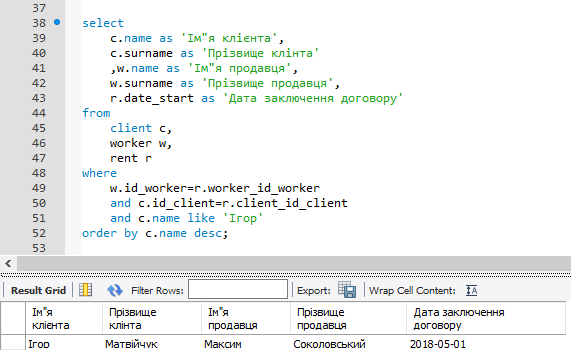 37
38 select
39 c.name as 'Ім"я клієнта',
40 c.surname as 'Прізвище клінта'
41 ,w.name as 'Ім"я продавця',
42 w.surname as 'Прізвище продавця',
43 r.date_start as 'Дата заключення договору'
44 from
45 client c,
46 worker w,
47 rent r
48 where
49 w.id_worker=r.worker_id_worker
50 and c.id_client=r.client_id_client
51 and c.name like 'Ігор'
52 order by c.name desc;
53
Result Grid Filter Rows: Export: Wrap Cell Content: IA
Ім"я клієнта Прізвище клінта Ім"я продавця Прізвище продавця Дата заключення договору
Ігор Матвійчук Максим Соколовський 2018-05-01